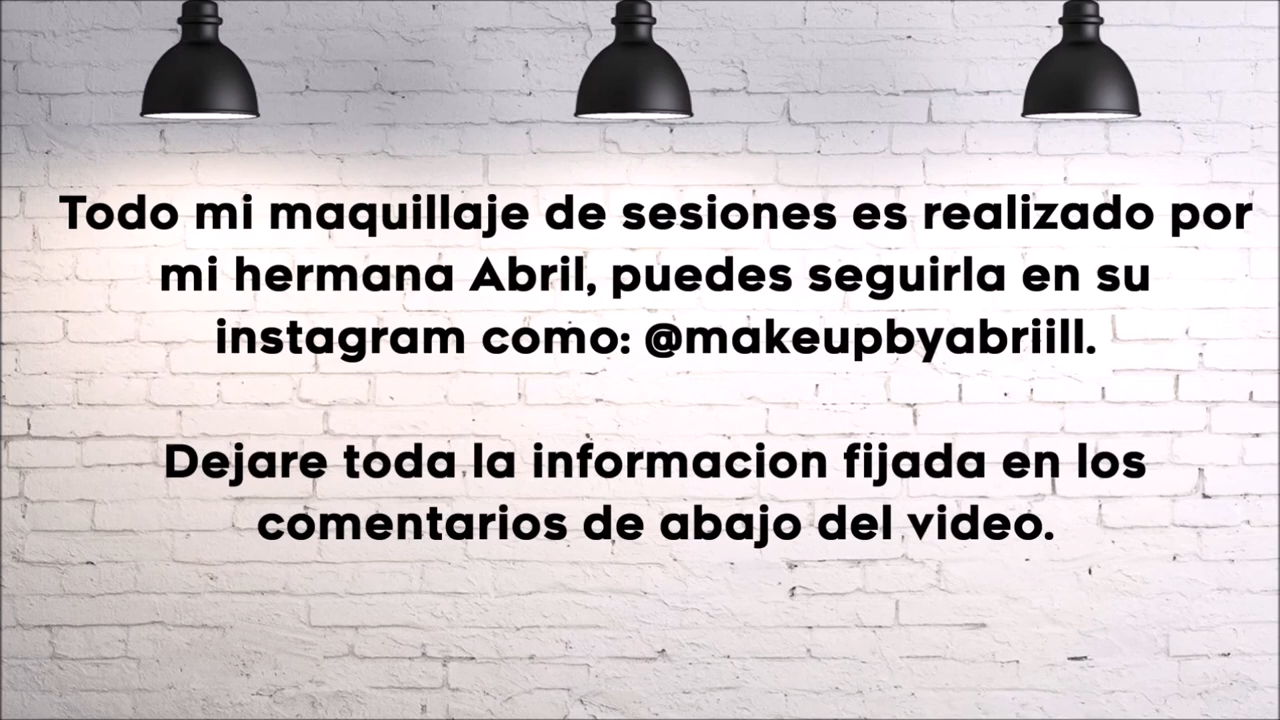 Todo mi maquillaje de sesiones es realizado por
mi hermana Abril, puedes seguirla en su
instagram como: @makeupbyabriill.
Dejare toda la informacion fijada en los
comentarios de abajo del video.